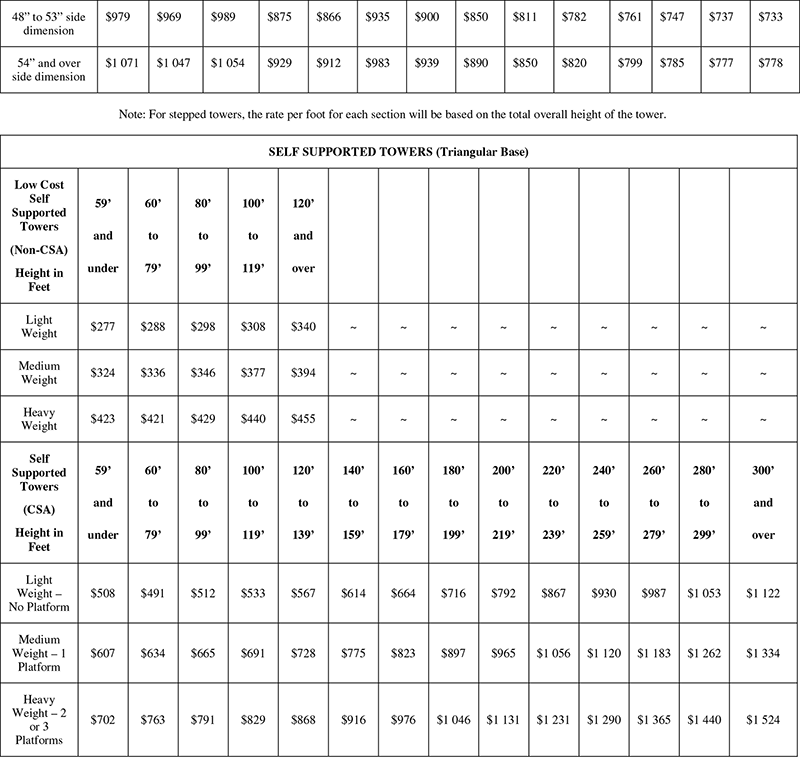 48” to 53” side dimension $979 $969 $989 $875 $866 $935 $900 $850 $811 $782 $761 $747 $737 $733
54” and over side dimension $1 071 $1 047 $1 054 $929 $912 $983 $939 $890 $850 $820 $799 $785 $777 $778
Note: For stepped towers, the rate per foot for each section will be based on the total overall height of the tower.
SELF SUPPORTED TOWERS (Triangular Base)
Low Cost Self Supported Towers (Non-CSA) Height in Feet 59’ and under 60’ to 79’ 80’ to 99’ 100’ to 119’ 120’ and over
Light Weight $277 $288 $298 $308 $340 ~ ~ ~ ~ ~ ~ ~ ~ ~
Medium Weight $324 $336 $346 $377 $394 ~ ~ ~ ~ ~ ~ ~ ~ ~
Heavy Weight $423 $421 $429 $440 $455 ~ ~ ~ ~ ~ ~ ~ ~ ~
Self Supported Towers (CSA) Height in Feet 59’ and under 60’ to 79’ 80’ to 99’ 100’ to 119’ 120’ to 139’ 140’ to 159’ 160’ to 179’ 180’ to 199’ 200’ to 219’ 220’ to 239’ 240’ to 259’ 260’ to 279’ 280’ to 299’ 300’ and over
Light Weight – No Platform $508 $491 $512 $533 $567 $614 $664 $716 $792 $867 $930 $987 $1 053 $1 122
Medium Weight – 1 Platform $607 $634 $665 $691 $728 $775 $823 $897 $965 $1 056 $1 120 $1 183 $1 262 $1 334
Heavy Weight – 2 or 3 Platforms $702 $763 $791 $829 $868 $916 $976 $1 046 $1 131 $1 231 $1 290 $1 365 $1 440 $1 524